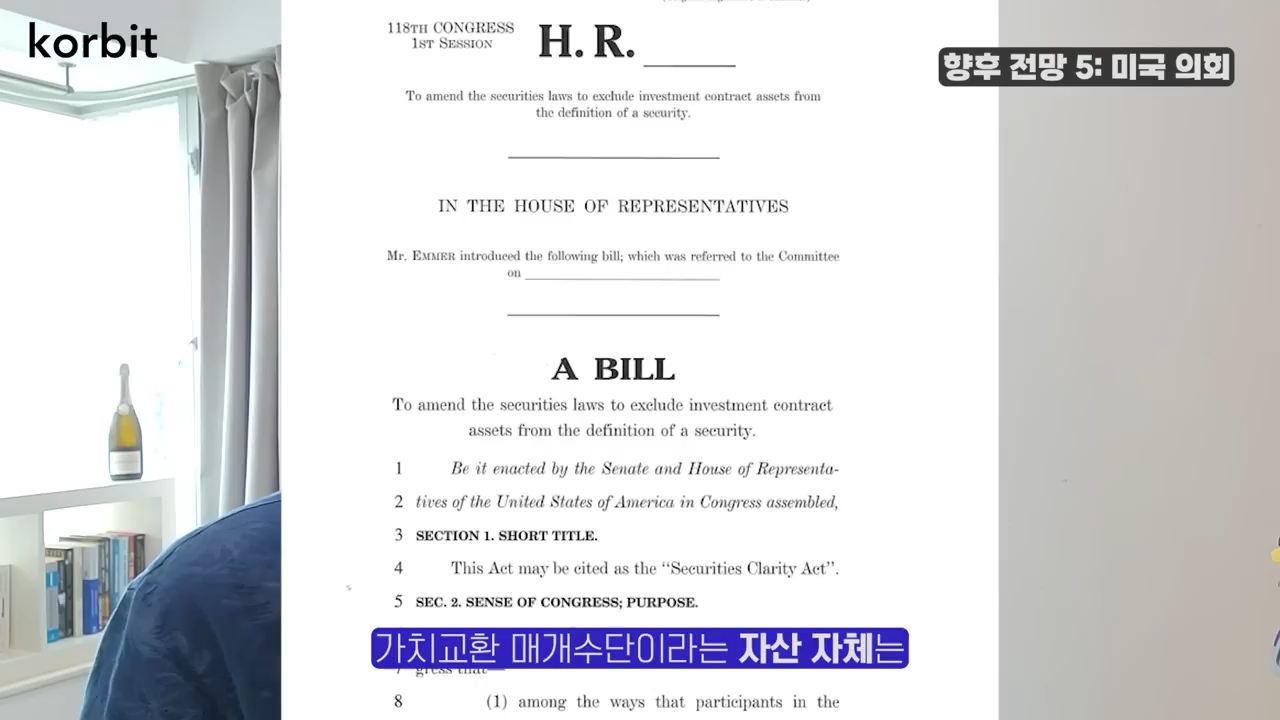 korbit
118TH CONGRESS
1ST SESSION
H. R.
향후 전망 5: 미국 의회
To amend the securities laws to exclude investment contract assets from
the definition of a security.
IN THE HOUSE OF REPRESENTATIVES
Mr. EMMER introduced the following bill; which was referred to the Committee
on
A BILL
To amend the securities laws to exclude investment contract
assets from the definition of a security.
1 Be it enacted by the Senate and House of Representa-
2 tives of the United States of America in Congress assembled,
3 SECTION 1. SHORT TITLE.
4 This Act may be cited as the “Securities Clarity Act”.
5 SEC. 2. SENSE OF CONGRESS; PURPOSE.
가치교환 매개수단이라는 자산 자체는
8 (1) among the ways that participants in the